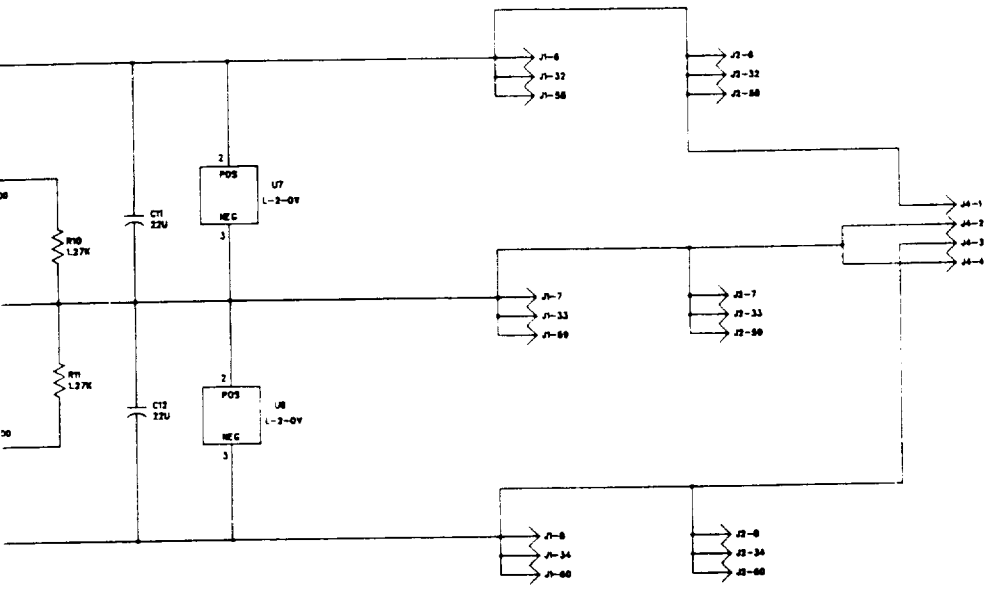 J1-6
J1-32
J1-58
J2-6
J2-32
J2-58
2
POS
U7
L-2-OV
NEG
3
C11
22U
R10
1.27K
J4-1
J4-2
J4-3
J4-4
J1-7
J1-33
J1-59
J2-7
J2-33
J2-59
R11
1.27K
2
POS
U8
L-2-OV
NEG
3
C12
22U
J1-8
J1-34
J1-60
J2-8
J2-34
J2-60